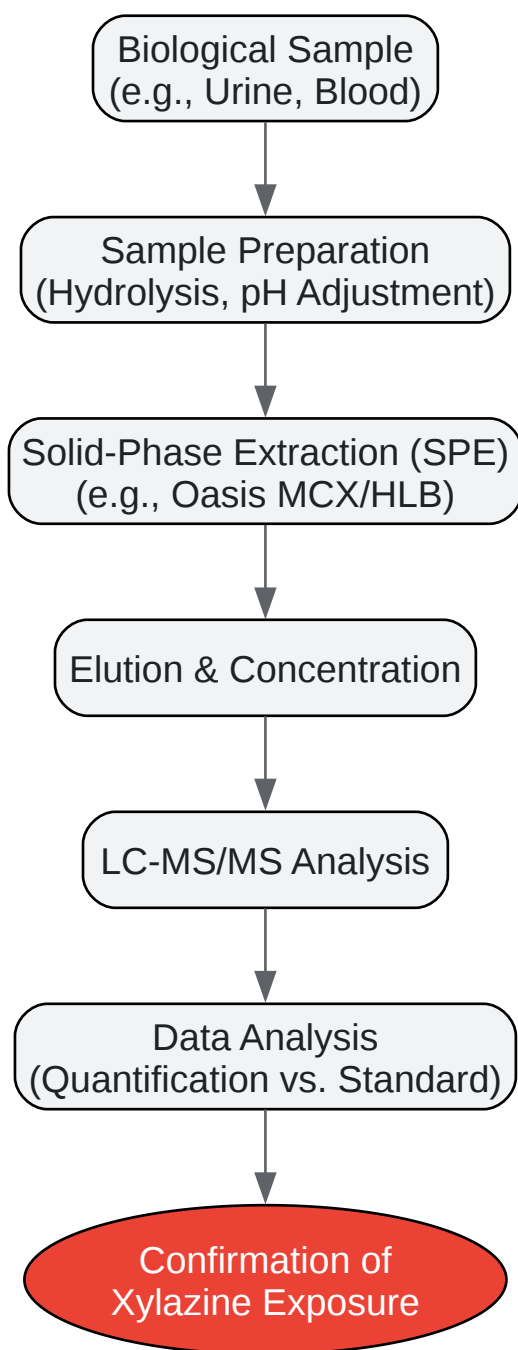 Biological Sample
(e.g., Urine, Blood)
Sample Preparation
(Hydrolysis, pH Adjustment)
Solid-Phase Extraction (SPE)
(e.g., Oasis MCX/HLB)
Elution & Concentration
LC-MS/MS Analysis
Data Analysis
(Quantification vs. Standard)
Confirmation of
Xylazine Exposure